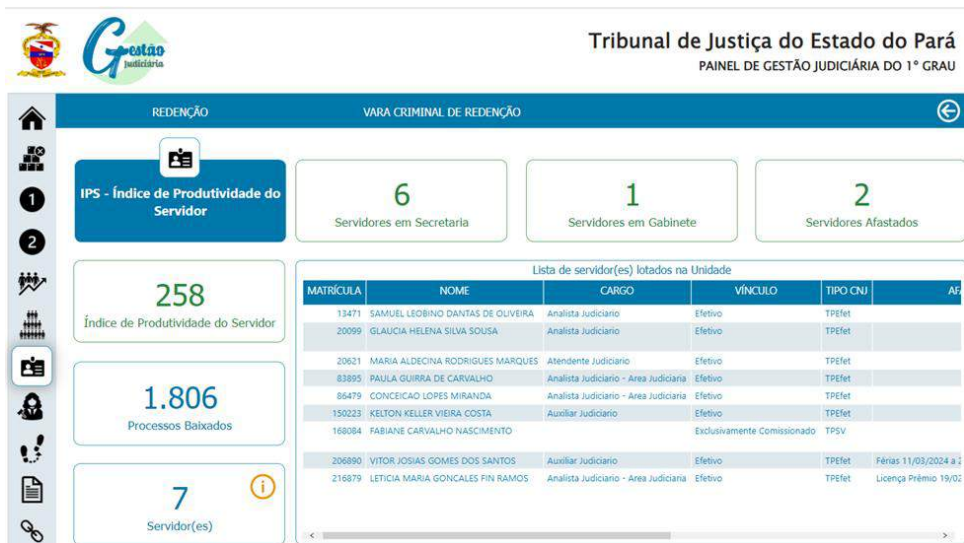 Gestão
Judiciária
Tribunal de Justiça do Estado do Pará
PAINEL DE GESTÃO JUDICIÁRIA DO 1º GRAU
REDENÇÃO
VARA CRIMINAL DE REDENÇÃO
1
2
IPS - Índice de Produtividade do
Servidor
6
Servidores em Secretaria
1
Servidores em Gabinete
2
Servidores Afastados
258
Índice de Produtividade do Servidor
1.806
Processos Baixados
7
Servidor(es)
Lista de servidor(es) lotados na Unidade
MATRÍCULA NOME CARGO VÍNCULO TIPO CNJ AFA
13471 SAMUEL LEOBINO DANTAS DE OLIVEIRA Analista Judiciario Efetivo TPEfet
20099 GLAUCIA HELENA SILVA SOUSA Analista Judiciario Efetivo TPEfet
20621 MARIA ALDECINA RODRIGUES MARQUES Atendente Judiciario Efetivo TPEfet
83895 PAULA GUIRRA DE CARVALHO Analista Judiciario - Area Judiciaria Efetivo TPEfet
86479 CONCEICAO LOPES MIRANDA Analista Judiciario - Area Judiciaria Efetivo TPEfet
150223 KELTON KELLER VIEIRA COSTA Auxiliar Judiciario Efetivo TPEfet
168084 FABIANE CARVALHO NASCIMENTO Exclusivamente Comissionado TPSV
206890 VITOR JOSIAS GOMES DOS SANTOS Auxiliar Judiciario Efetivo TPEfet Férias 11/03/2024 a 2
216879 LETICIA MARIA GONCALES FIN RAMOS Analista Judiciario - Area Judiciaria Efetivo TPEfet Licença Prêmio 19/02